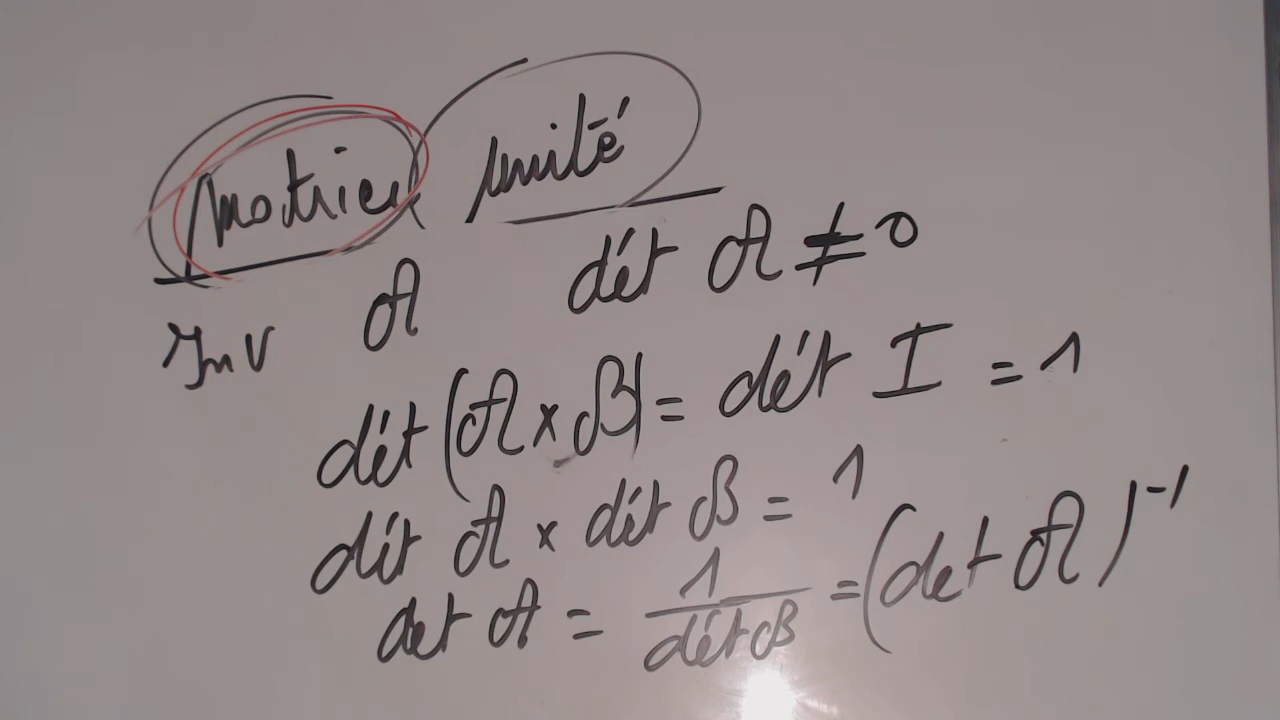 Matrice unité
Inv A dét A ≠ 0
dét (A × B) = dét I = 1
dét A × dét B = 1
det A = 1/dét B = (det A)⁻¹